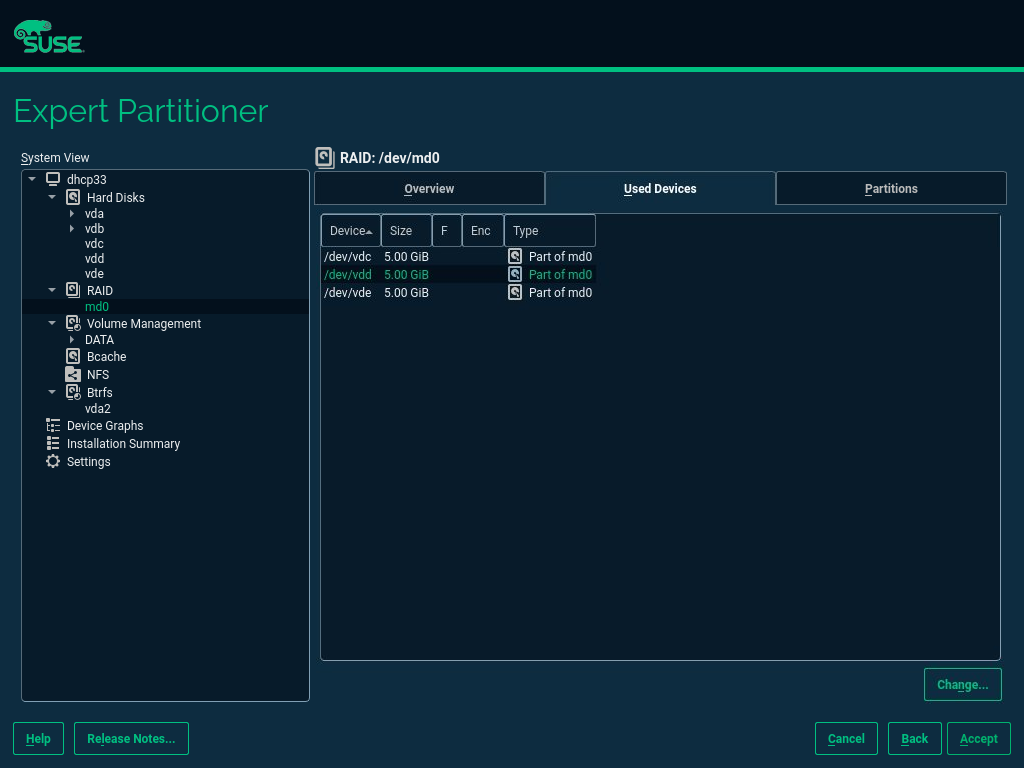 SUSE
Expert Partitioner
System View
dhcp33
Hard Disks
vda
vdb
vdc
vdd
vde
RAID
md0
Volume Management
DATA
Bcache
NFS
Btrfs
vda2
Device Graphs
Installation Summary
Settings
RAID: /dev/md0
Overview Used Devices Partitions
Device Size F Enc Type
/dev/vdc 5.00 GiB Part of md0
/dev/vdd 5.00 GiB Part of md0
/dev/vde 5.00 GiB Part of md0
Change...
Help Release Notes... Cancel Back Accept